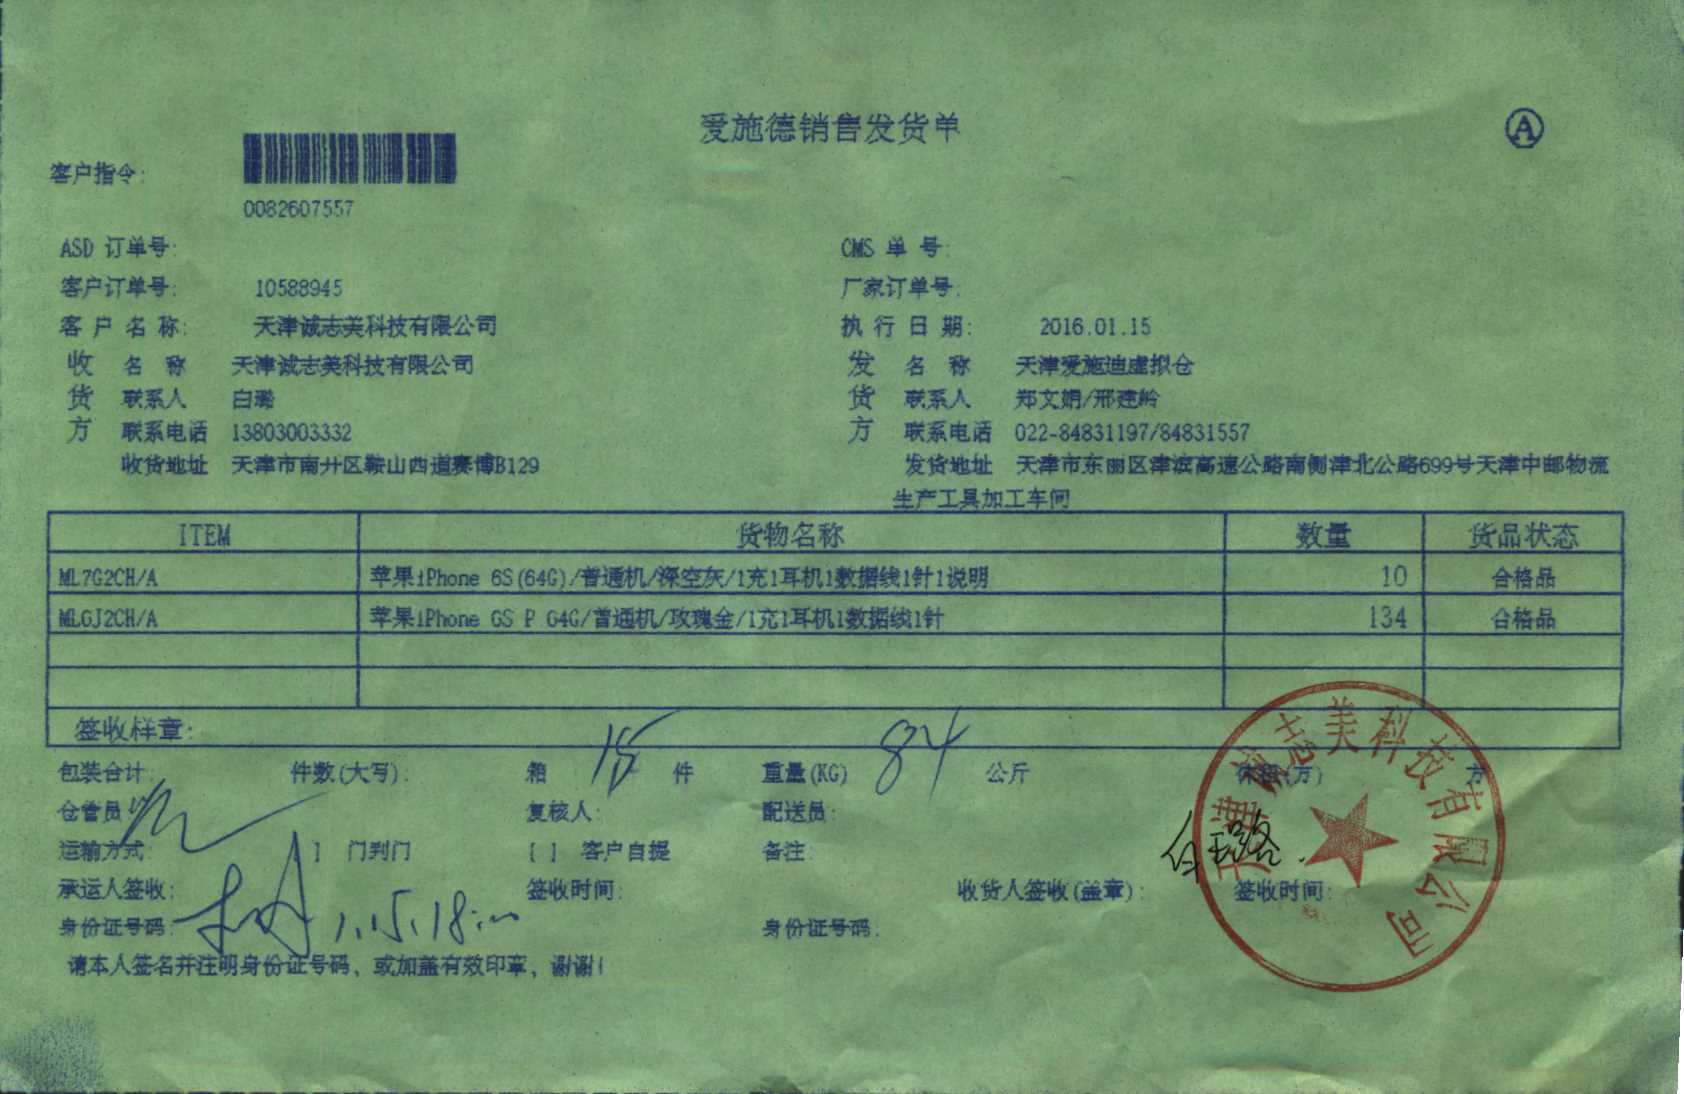 爱施德销售发货单
Ⓐ
客户指令:
0082607557
ASD 订单号: CMS 单 号:
客户订单号: 10588945 厂家订单号:
客 户 名 称: 天津诚志美科技有限公司 执 行 日 期: 2016.01.15
收 名 称 天津诚志美科技有限公司 发 名 称 天津爱施迪虚拟仓
货 联系人 白璐 货 联系人 郑文娟/邢建岭
方 联系电话 13803003332 方 联系电话 022-84831197/84831557
收货地址 天津市南开区鞍山西道赛博B129 发货地址 天津市东丽区津滨高速公路南侧津北公路699号天津中邮物流
生产工具加工车间
ITEM 货物名称 数量 货品状态
ML7G2CH/A 苹果iPhone 6S(64G)/普通机/深空灰/1充1耳机1数据线1针1说明 10 合格品
ML6J2CH/A 苹果iPhone 6S P 64G/普通机/玫瑰金/1充1耳机1数据线1针 134 合格品
签收样章:
包装合计: 件数(大写): 箱 15 件 重量(KG) 84 公斤 体积(方) 方
仓管员: 复核人: 配送员:
运输方式: [ ] 门到门 [ ] 客户自提 备注:
白璐.
承运人签收: 签收时间: 收货人签收(盖章): 签收时间:
身份证号码: 1.15.18:00 身份证号码:
请本人签名并注明身份证号码、或加盖有效印章，谢谢!
天津诚志美科技有限公司